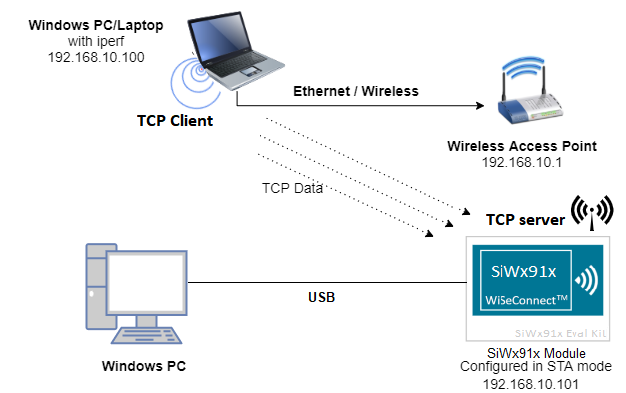 Windows PC/Laptop
with iperf
192.168.10.100
TCP Client
Ethernet / Wireless
Wireless Access Point
192.168.10.1
TCP Data
TCP server
SiWx91x
WiSeConnect™
SiWx91x Eval Kit
USB
Windows PC
SiWx91x Module
Configured in STA mode
192.168.10.101